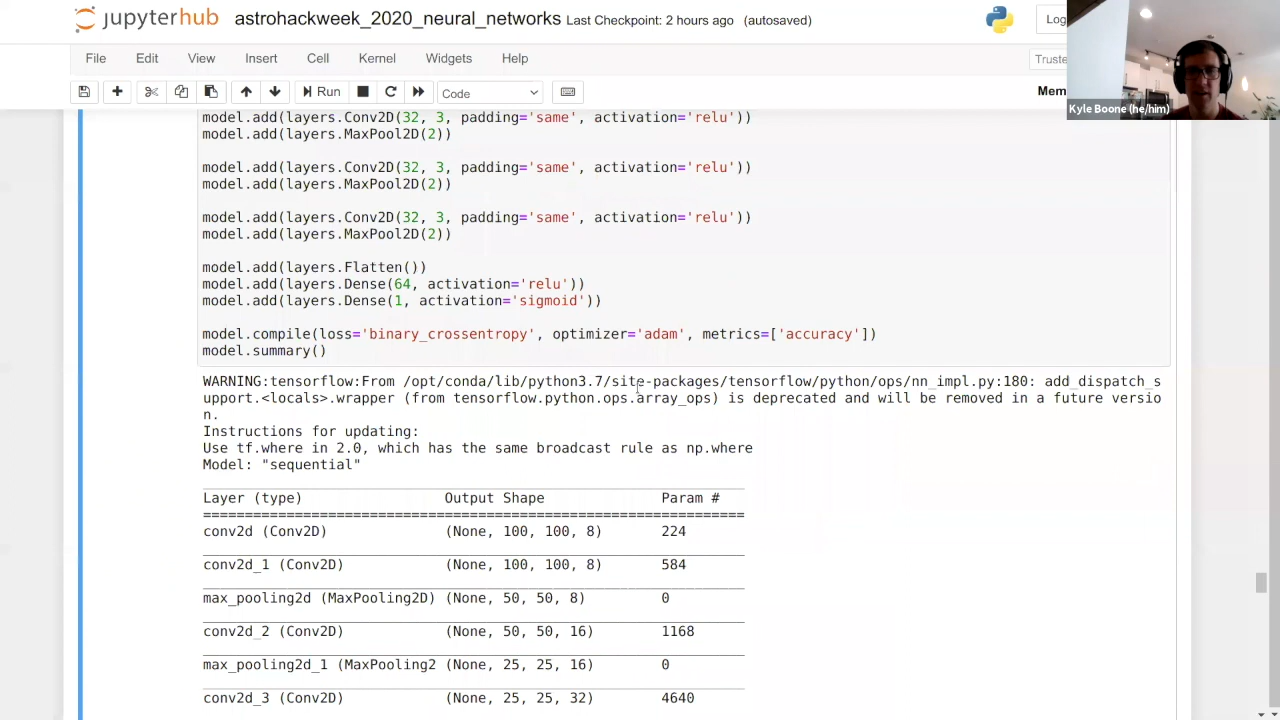 jupyterhub astrohackweek_2020_neural_networks Last Checkpoint: 2 hours ago (autosaved)
File Edit View Insert Cell Kernel Widgets Help
Run Code
Kyle Boone (he/him)
model.add(layers.Conv2D(32, 3, padding='same', activation='relu'))
model.add(layers.MaxPool2D(2))
model.add(layers.Conv2D(32, 3, padding='same', activation='relu'))
model.add(layers.MaxPool2D(2))
model.add(layers.Conv2D(32, 3, padding='same', activation='relu'))
model.add(layers.MaxPool2D(2))
model.add(layers.Flatten())
model.add(layers.Dense(64, activation='relu'))
model.add(layers.Dense(1, activation='sigmoid'))
model.compile(loss='binary_crossentropy', optimizer='adam', metrics=['accuracy'])
model.summary()
WARNING:tensorflow:From /opt/conda/lib/python3.7/site-packages/tensorflow/python/ops/nn_impl.py:180: add_dispatch_s
upport.<locals>.wrapper (from tensorflow.python.ops.array_ops) is deprecated and will be removed in a future versio
n.
Instructions for updating:
Use tf.where in 2.0, which has the same broadcast rule as np.where
Model: "sequential"
Layer (type) Output Shape Param #
conv2d (Conv2D) (None, 100, 100, 8) 224
conv2d_1 (Conv2D) (None, 100, 100, 8) 584
max_pooling2d (MaxPooling2D) (None, 50, 50, 8) 0
conv2d_2 (Conv2D) (None, 50, 50, 16) 1168
max_pooling2d_1 (MaxPooling2 (None, 25, 25, 16) 0
conv2d_3 (Conv2D) (None, 25, 25, 32) 4640